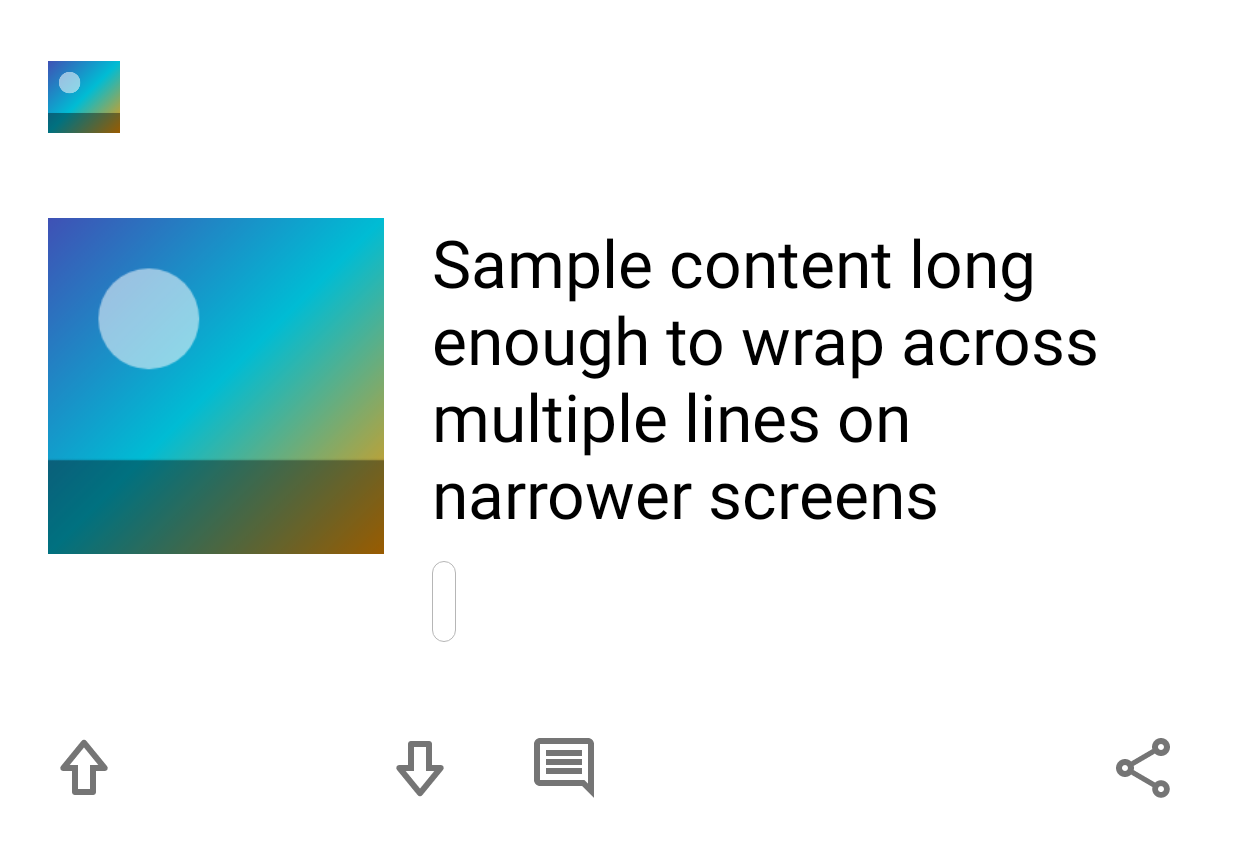 Sample content long
enough to wrap across
multiple lines on
narrower screens